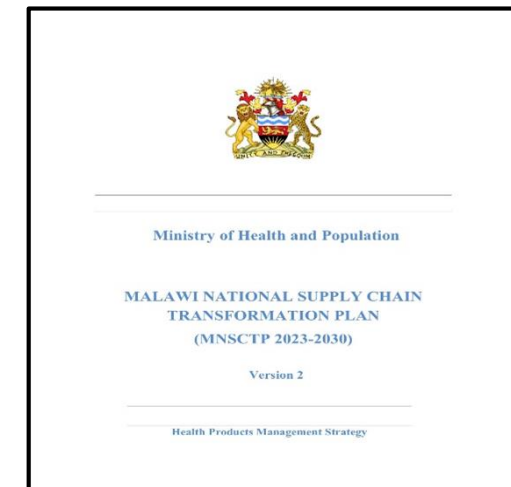 UNITY AND FREEDOM
Ministry of Health and Population
MALAWI NATIONAL SUPPLY CHAIN
TRANSFORMATION PLAN
(MNSCTP 2023-2030)
Version 2
Health Products Management Strategy